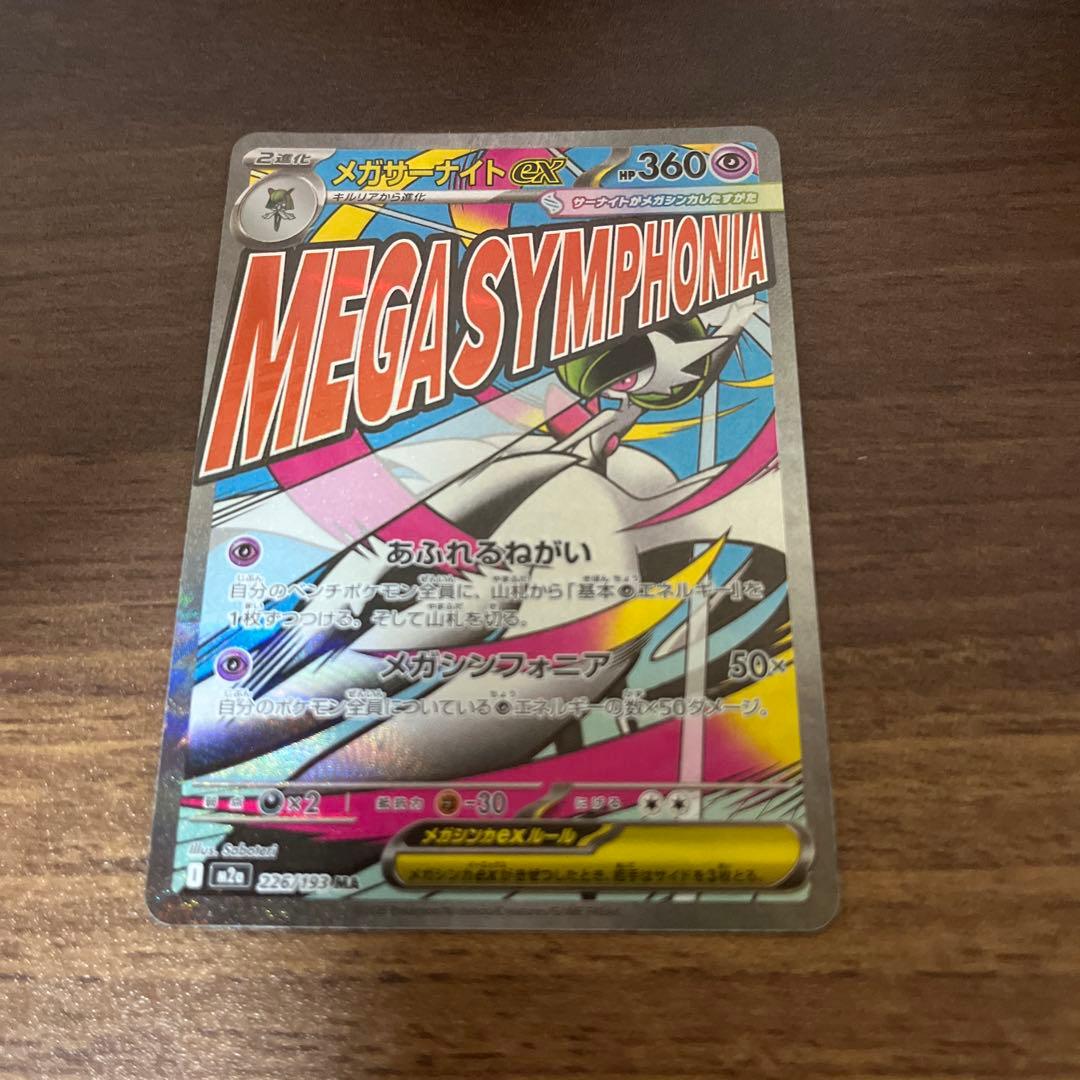 2進化 メガサーナイトex HP360
キルリアから進化 サーナイトがメガシンカしたすがた
MEGA SYMPHONIA
あふれるねがい
自分のベンチポケモン全員に、山札から「基本エネルギー」を
1枚ずつつける。そして山札を切る。
メガシンフォニア 50×
自分のポケモン全員についているエネルギーの数×50ダメージ。
弱点 ×2 抵抗力 -30 にげる
メガシンカexルール
Illus. Saboteri
メガシンカexがきぜつしたとき、相手はサイドを3枚とる。
I m2a 226/193 MA